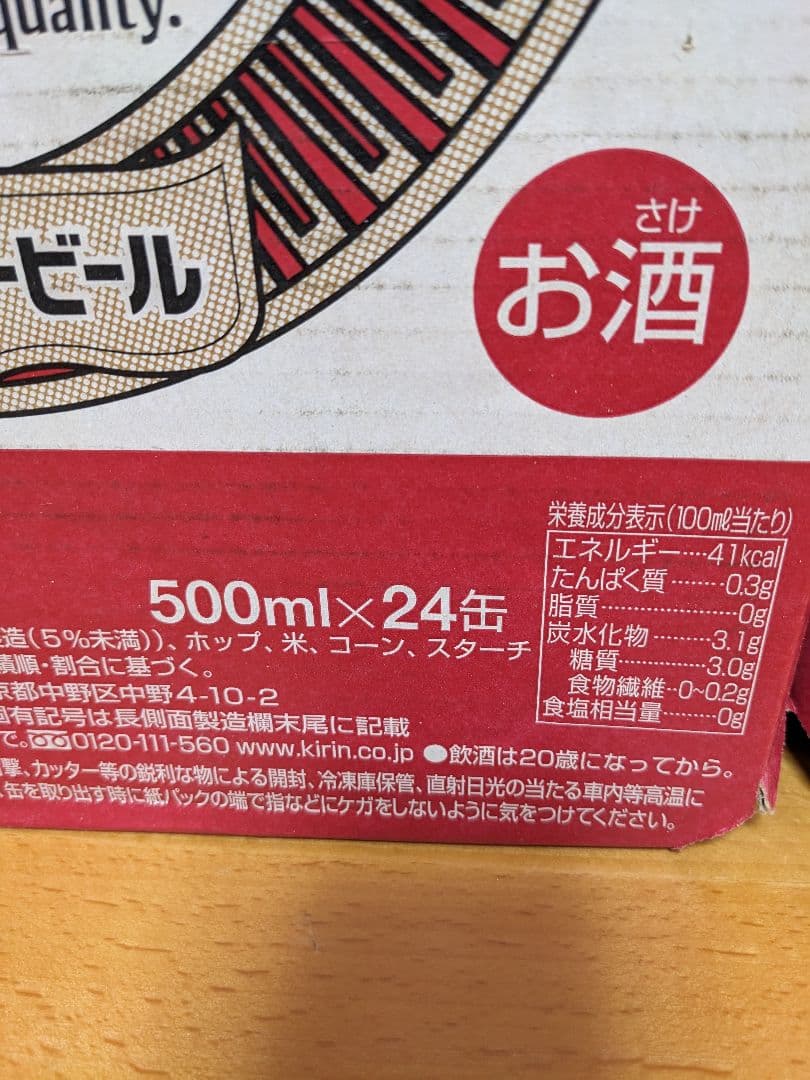 quality.
ービール
さけ
お酒
栄養成分表示(100ml当たり)
エネルギー‥‥41kcal
たんぱく質‥‥‥0.3g
脂質‥‥‥‥‥‥‥0g
炭水化物‥‥‥‥3.1g
糖質‥‥‥‥‥‥3.0g
食物繊維‥0~0.2g
食塩相当量‥‥‥0g
500ml×24缶
造(5%未満))、ホップ、米、コーン、スターチ
積順・割合に基づく。
京都中野区中野4-10-2
固有記号は長側面製造欄末尾に記載
て。0120-111-560 www.kirin.co.jp ●飲酒は20歳になってから。
撃、カッター等の鋭利な物による開封、冷凍庫保管、直射日光の当たる車内等高温に
缶を取り出す時に紙パックの端で指などにケガをしないように気をつけてください。